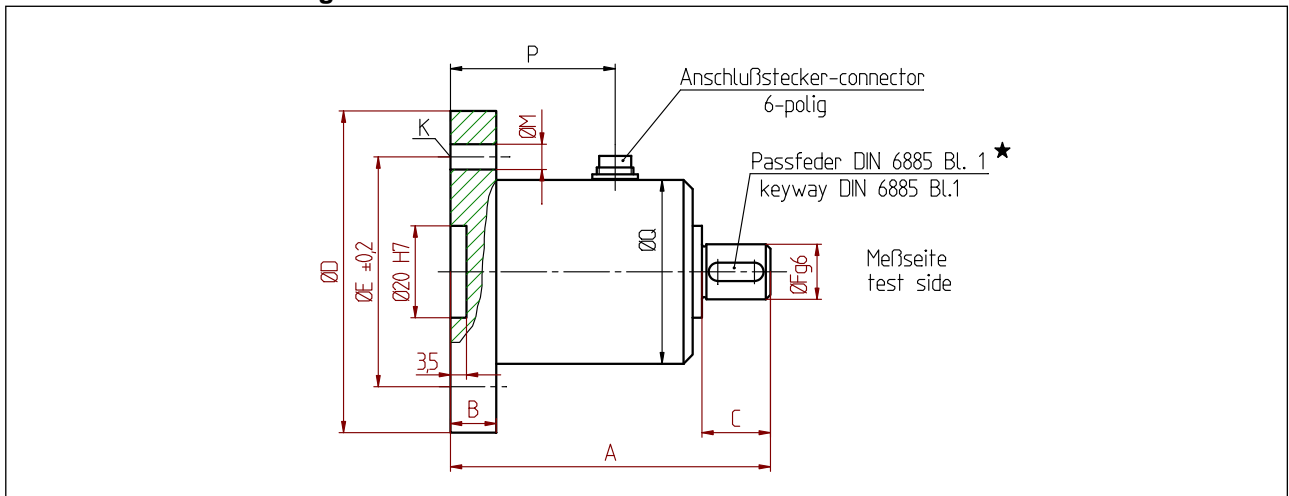 P
Anschlußstecker-connector
6-polig
K
ØM
Passfeder DIN 6885 Bl. 1 ★
keyway DIN 6885 Bl.1
ØD
ØE ±0,2
Ø20 H7
ØQ
ØFg6
Meßseite
test side
3,5
B
C
A